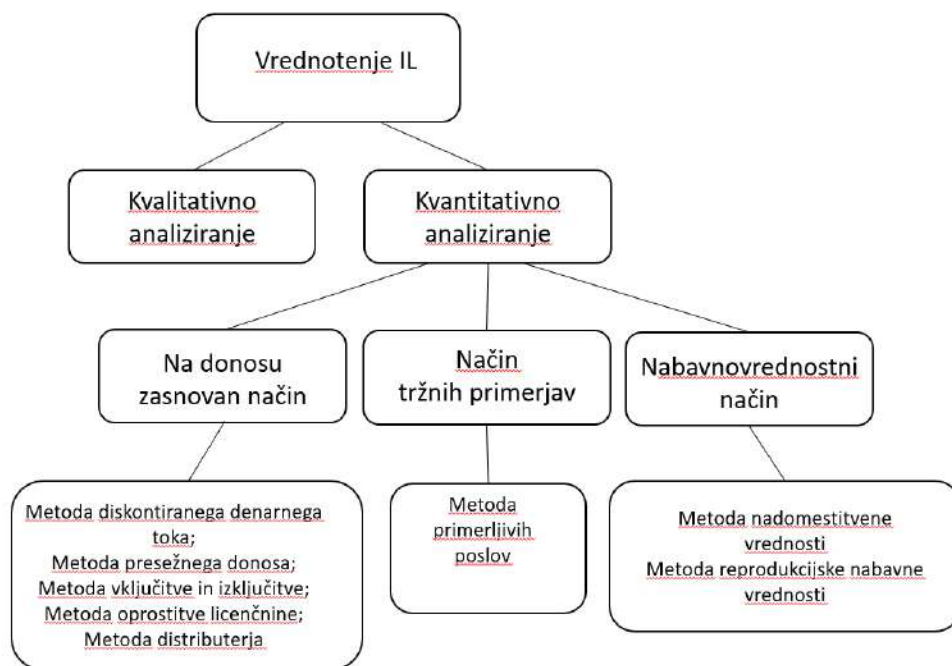 Vrednotenje IL
Kvalitativno
analiziranje
Kvantitativno
analiziranje
Na donosu
zasnovan način
Način
tržnih primerjav
Nabavnovrednostni
način
Metoda diskontiranega denarnega
toka;
Metoda presežnega donosa;
Metoda vključitve in izključitve;
Metoda oprostitve licenčnine;
Metoda distributerja
Metoda
primerljivih
poslov
Metoda nadomestitvene
vrednosti
Metoda reprodukcijske nabavne
vrednosti